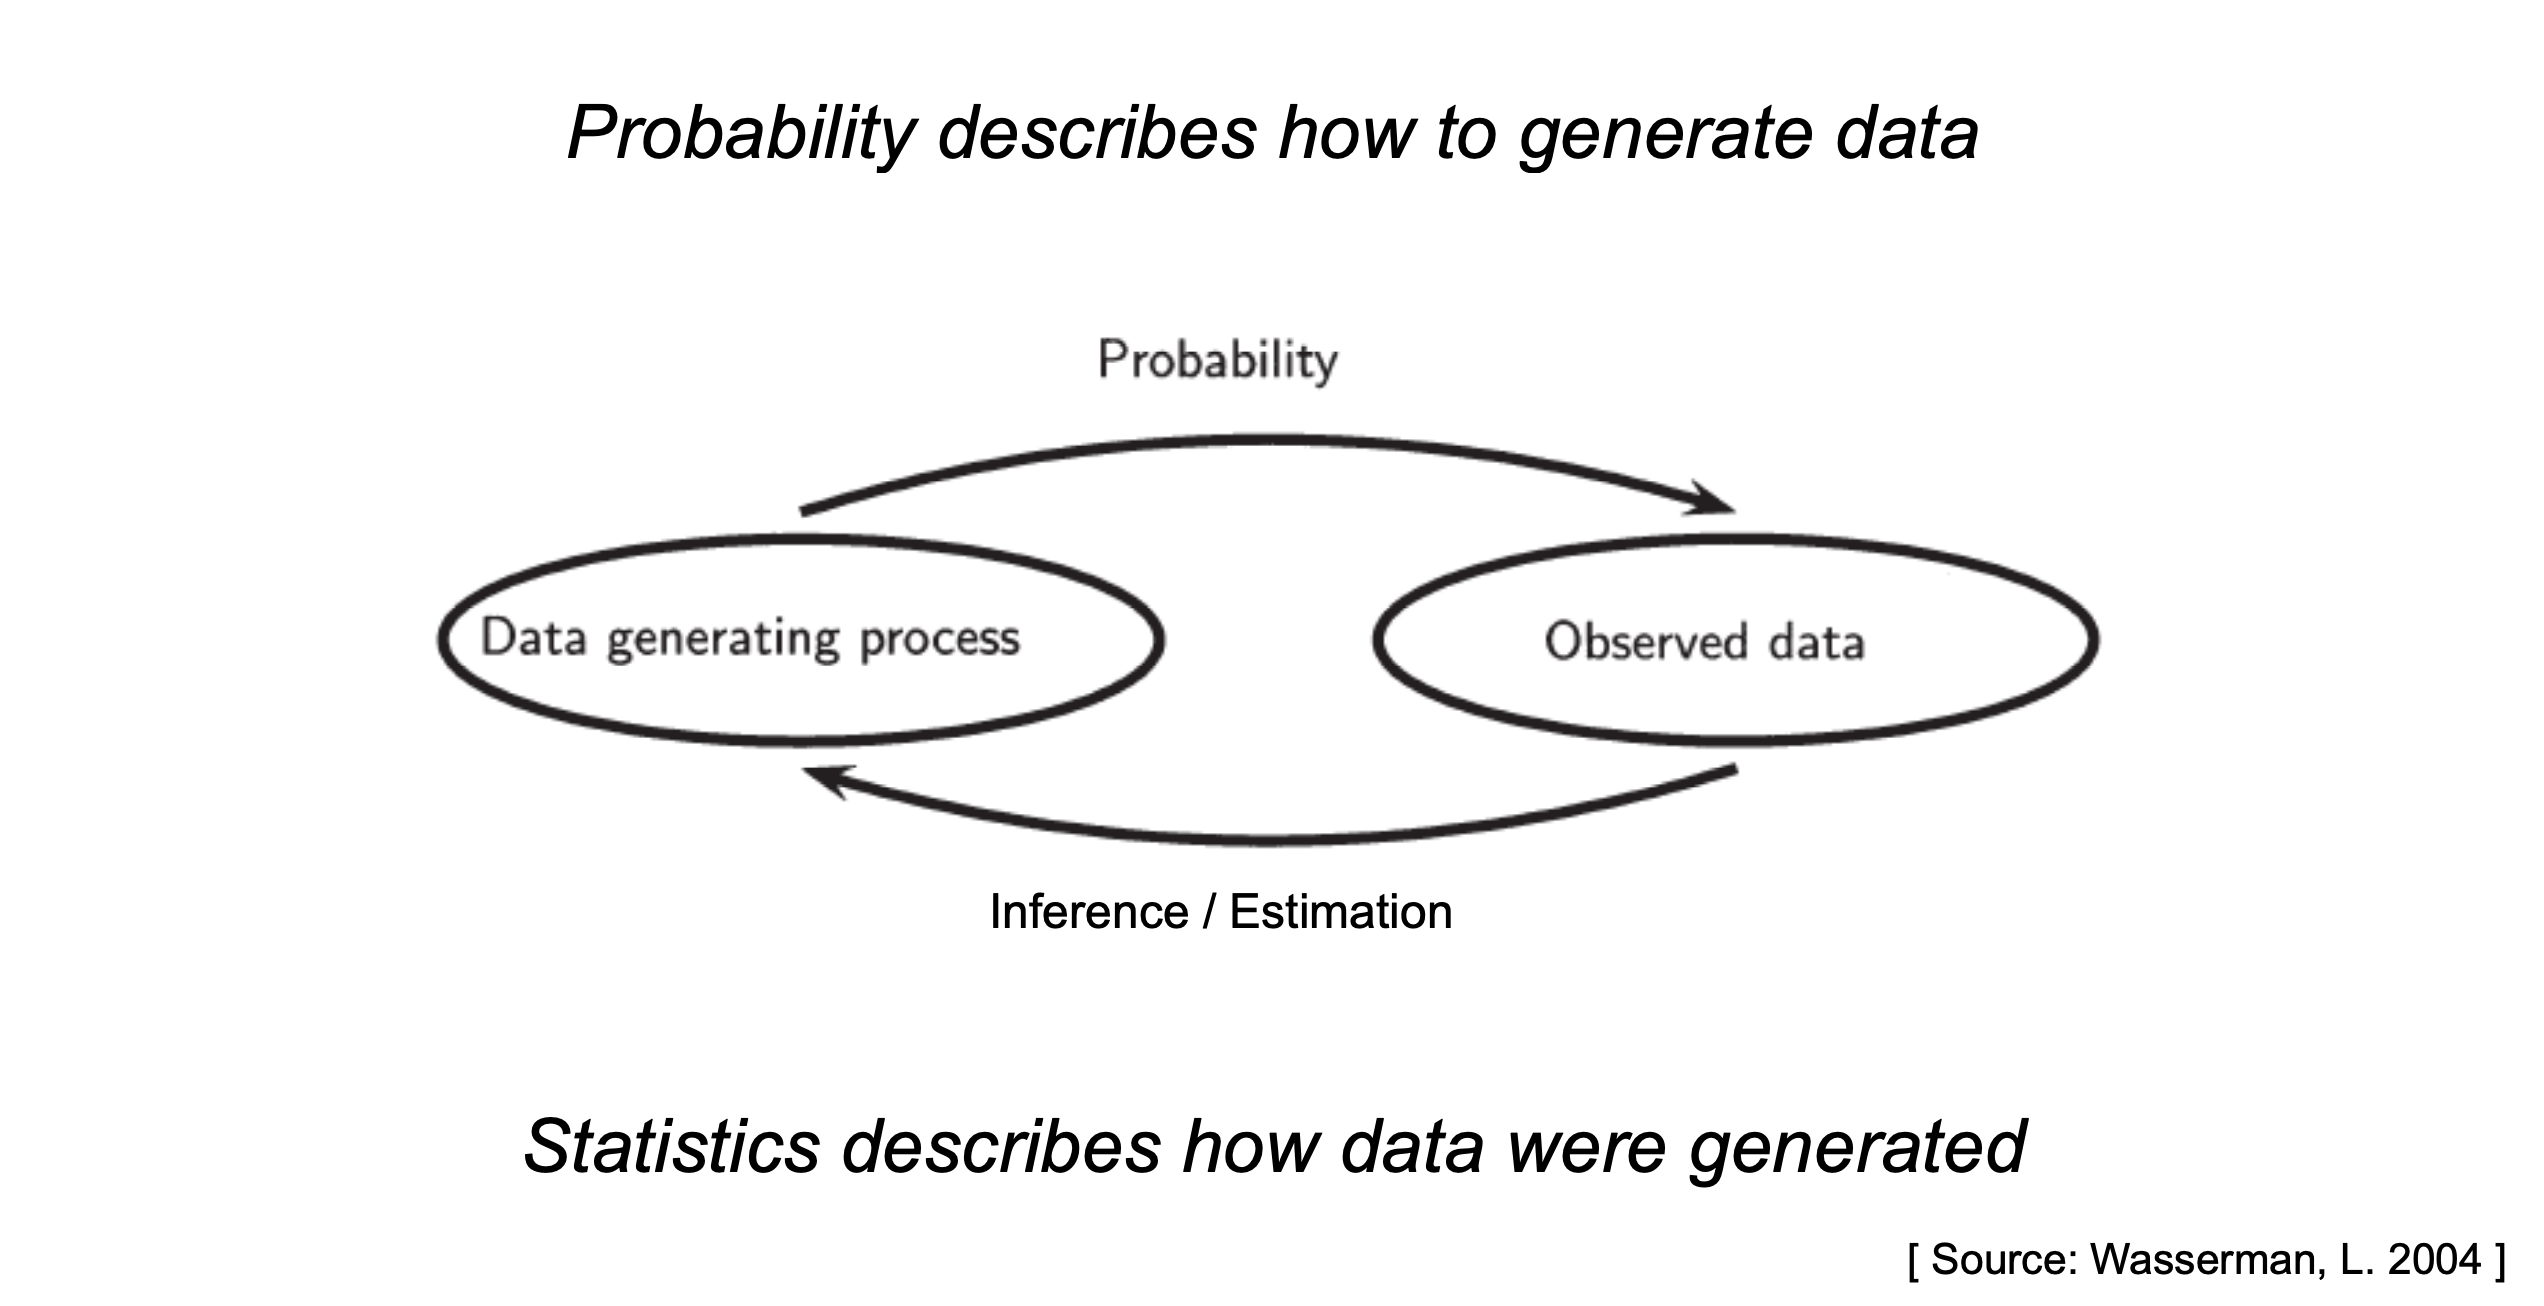 Probability describes how to generate data
Probability
Data generating process
Observed data
Inference / Estimation
Statistics describes how data were generated
[ Source: Wasserman, L. 2004 ]